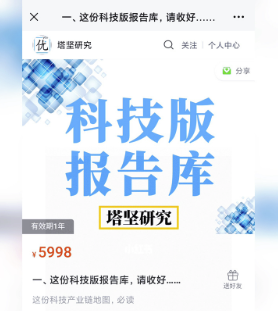 一、这份科技版报告库，请收好......
优 塔坚研究 关注 个人中心
分享
科技版
报告库
塔坚研究
有效期1年
¥5998
一、这份科技版报告库，请收好......
送好友
这份科技产业链地图，必读